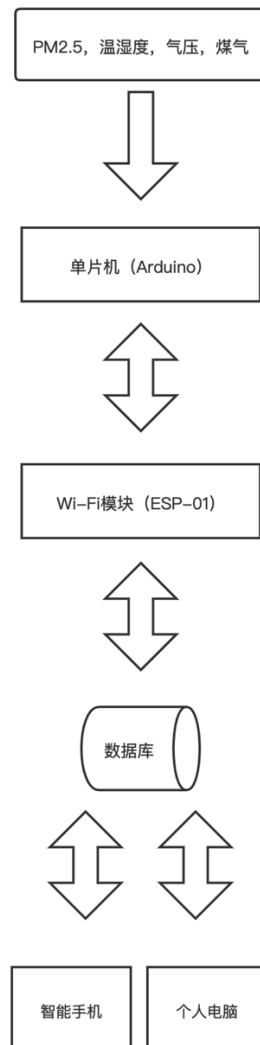 PM2.5，温湿度，气压，煤气
单片机（Arduino）
Wi-Fi模块（ESP-01）
数据库
智能手机
个人电脑